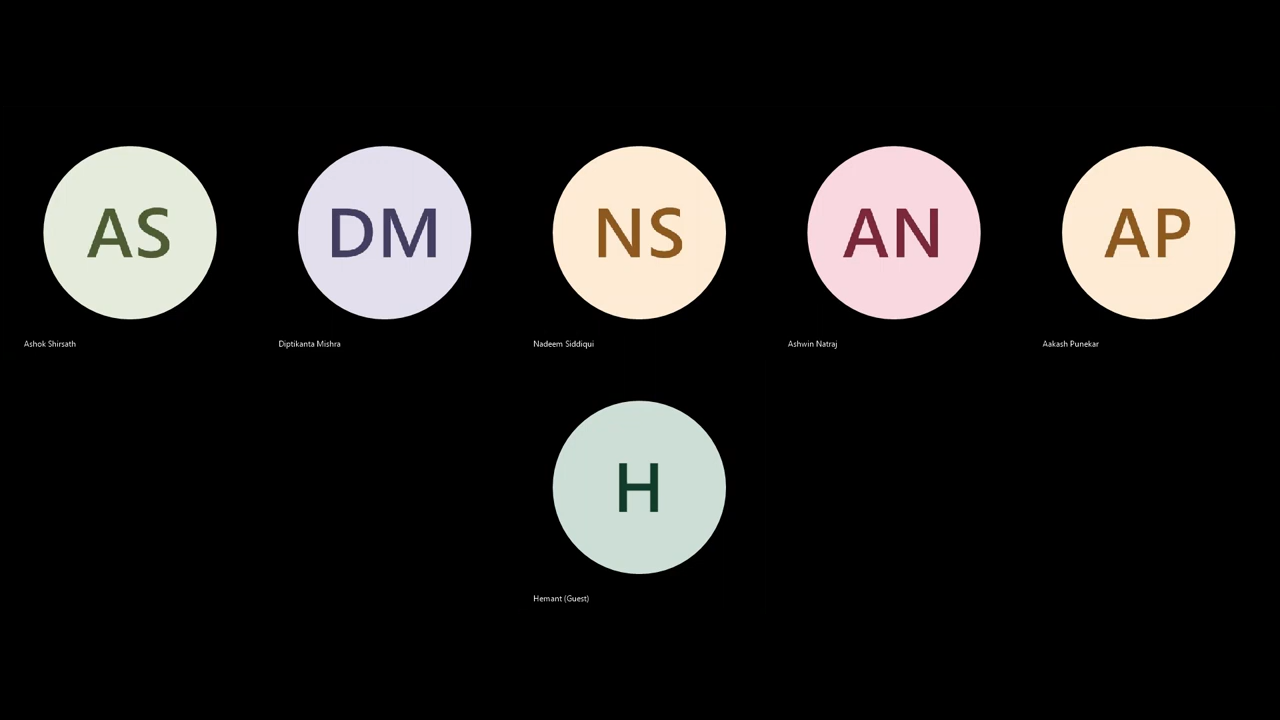 AS
DM
NS
AN
AP
Ashok Shirsath
Diptikanta Mishra
Nadeem Siddiqui
Ashwin Natraj
Aakash Punekar
H
Hemant (Guest)